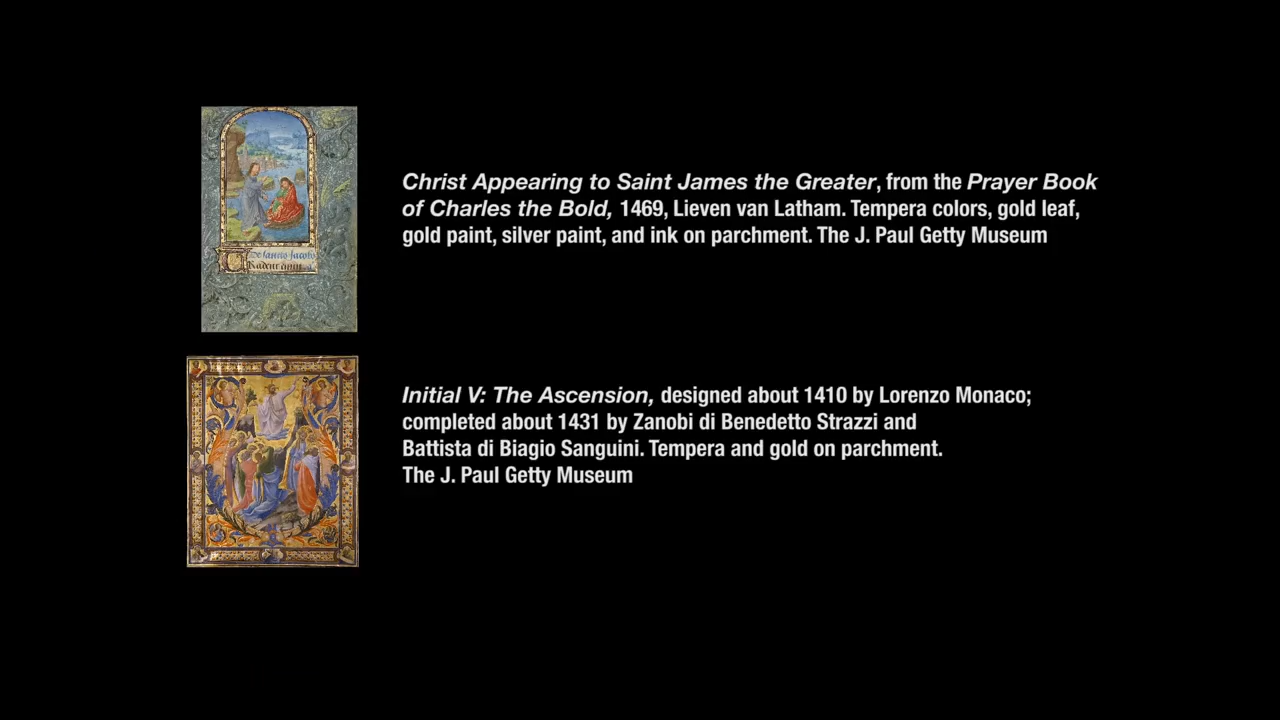 De sancto Jacobo
Christ Appearing to Saint James the Greater, from the Prayer Book
of Charles the Bold, 1469, Lieven van Latham. Tempera colors, gold leaf,
gold paint, silver paint, and ink on parchment. The J. Paul Getty Museum
Initial V: The Ascension, designed about 1410 by Lorenzo Monaco;
completed about 1431 by Zanobi di Benedetto Strazzi and
Battista di Biagio Sanguini. Tempera and gold on parchment.
The J. Paul Getty Museum